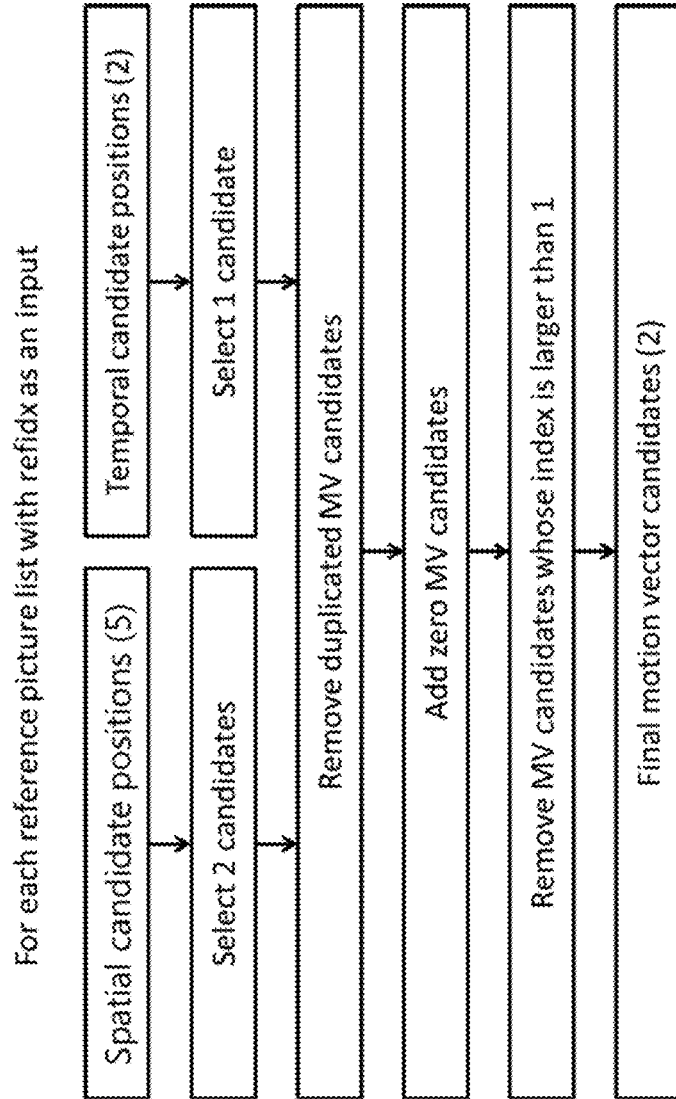 For each reference picture list with refidx as an input
Spatial candidate positions (5)
Temporal candidate positions (2)
Select 2 candidates
Select 1 candidate
Remove duplicated MV candidates
Add zero MV candidates
Remove MV candidates whose index is larger than 1
Final motion vector candidates (2)